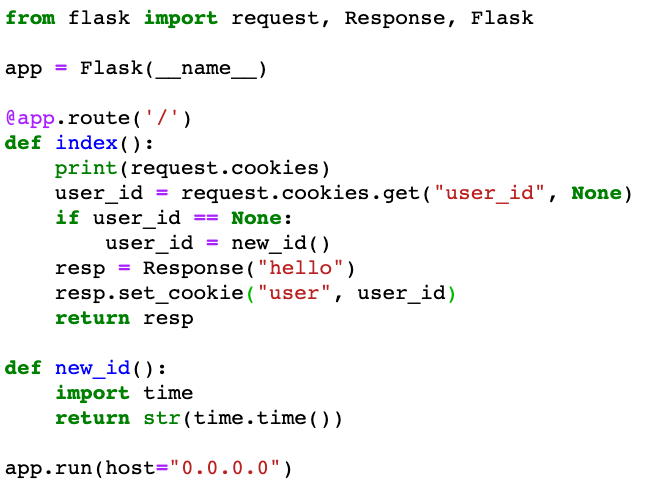 from flask import request, Response, Flask
app = Flask(__name__)
@app.route('/')
def index():
    print(request.cookies)
    user_id = request.cookies.get("user_id", None)
    if user_id == None:
        user_id = new_id()
    resp = Response("hello")
    resp.set_cookie("user", user_id)
    return resp
def new_id():
    import time
    return str(time.time())
app.run(host="0.0.0.0")